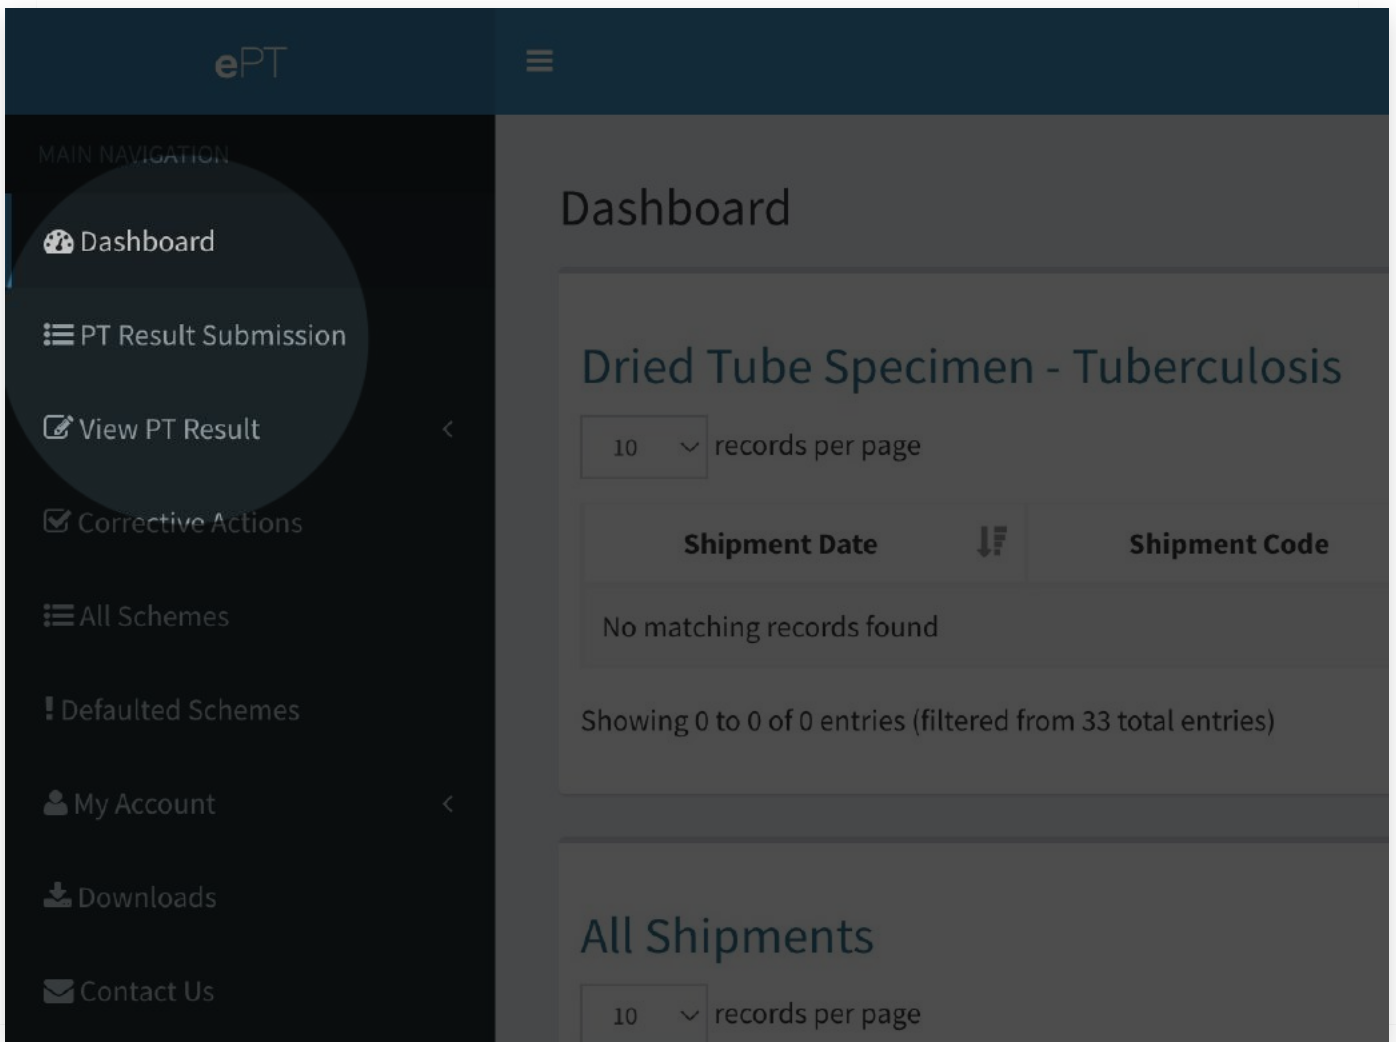 ePT
MAIN NAVIGATION
Dashboard
PT Result Submission
View PT Result
Corrective Actions
All Schemes
Defaulted Schemes
My Account
Downloads
Contact Us
Dashboard
Dried Tube Specimen - Tuberculosis
10 records per page
Shipment Date Shipment Code
No matching records found
Showing 0 to 0 of 0 entries (filtered from 33 total entries)
All Shipments
10 records per page